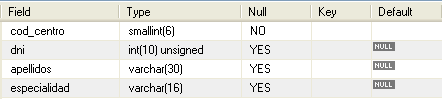 Field Type Null Key Default
cod_centro smallint(6) NO
dni int(10) unsigned YES NULL
apellidos varchar(30) YES NULL
especialidad varchar(16) YES NULL